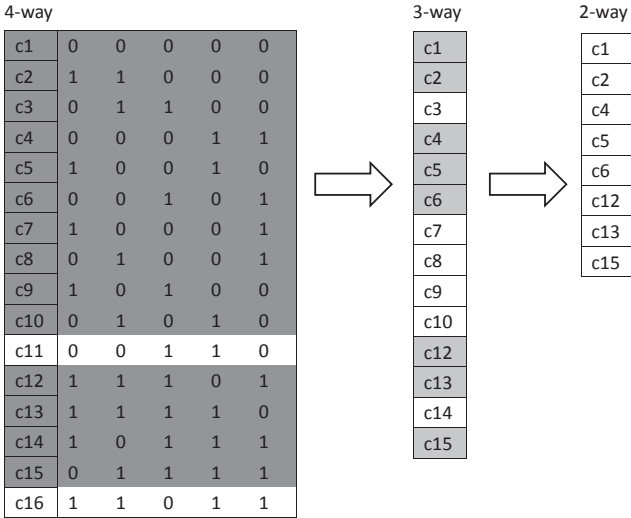 4-way 3-way 2-way
c1 0 0 0 0 0 c1 c1
c2 1 1 0 0 0 c2 c2
c3 0 1 1 0 0 c3 c4
c4 0 0 0 1 1 c4 c5
c5 1 0 0 1 0 c5 c6
c6 0 0 1 0 1 c6 c12
c7 1 0 0 0 1 c7 c13
c8 0 1 0 0 1 c8 c15
c9 1 0 1 0 0 c9
c10 0 1 0 1 0 c10
c11 0 0 1 1 0 c12
c12 1 1 1 0 1 c13
c13 1 1 1 1 0 c14
c14 1 0 1 1 1 c15
c15 0 1 1 1 1
c16 1 1 0 1 1